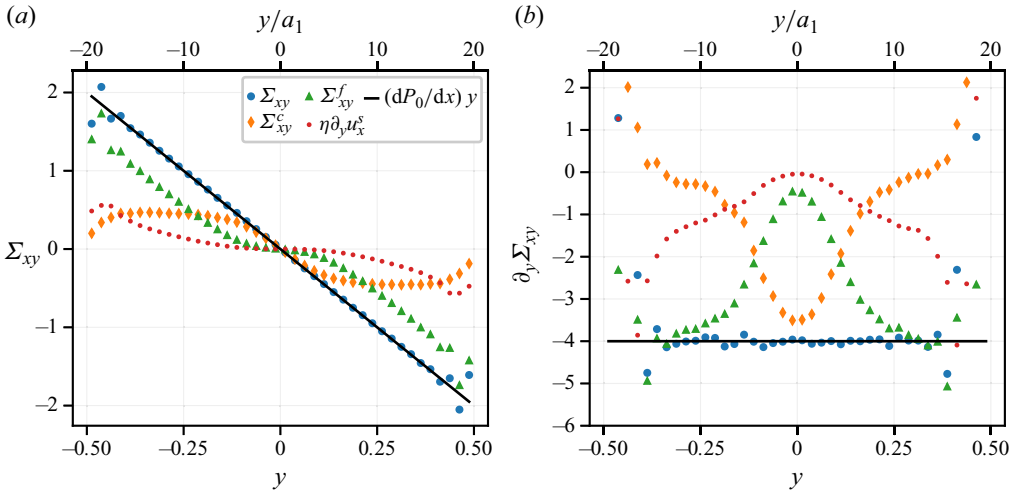 (a)
y/a₁
−20 −10 0 10 20
2
1
0
−1
−2
Σxy
Σxy Σᶠxy (dP₀/dx) y
Σᶜxy η∂yuˢx
−0.50 −0.25 0 0.25 0.50
y
(b)
y/a₁
−20 −10 0 10 20
2
1
0
−1
−2
−3
−4
−5
−6
∂yΣxy
−0.50 −0.25 0 0.25 0.50
y